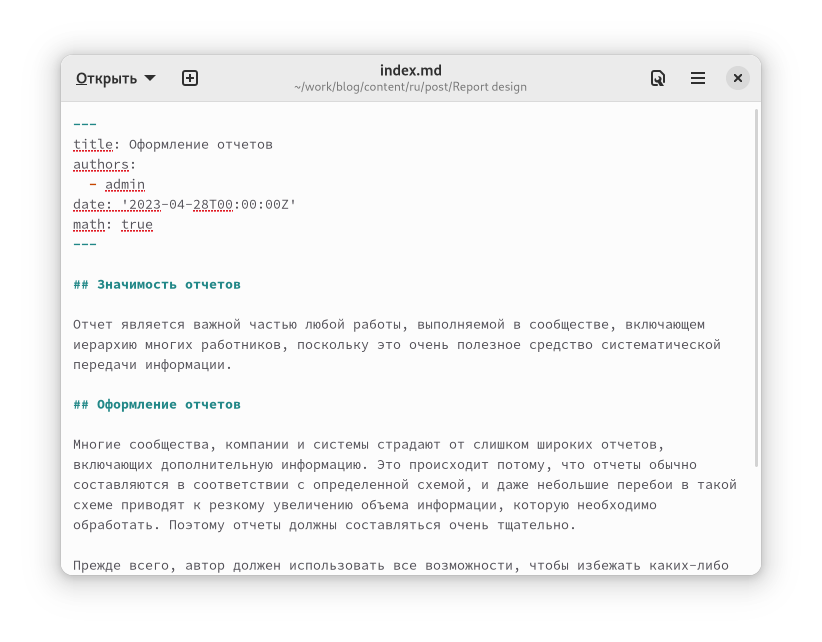 Открыть
index.md
~/work/blog/content/ru/post/Report design
---
title: Оформление отчетов
authors:
  - admin
date: '2023-04-28T00:00:00Z'
math: true
---
## Значимость отчетов
Отчет является важной частью любой работы, выполняемой в сообществе, включающем
иерархию многих работников, поскольку это очень полезное средство систематической
передачи информации.
## Оформление отчетов
Многие сообщества, компании и системы страдают от слишком широких отчетов,
включающих дополнительную информацию. Это происходит потому, что отчеты обычно
составляются в соответствии с определенной схемой, и даже небольшие перебои в такой
схеме приводят к резкому увеличению объема информации, которую необходимо
обработать. Поэтому отчеты должны составляться очень тщательно.
Прежде всего, автор должен использовать все возможности, чтобы избежать каких-либо